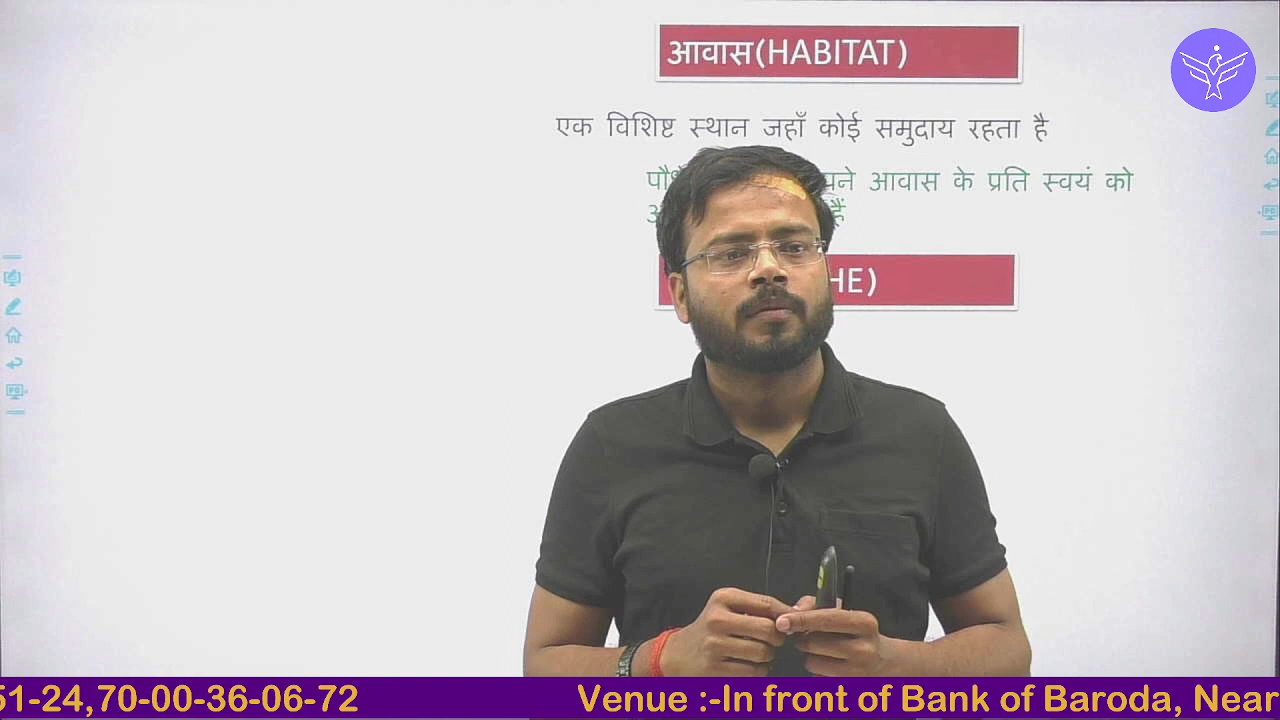 आवास(HABITAT)
एक विशिष्ट स्थान जहाँ कोई समुदाय रहता है
आवास के प्रति स्वयं को
हैं
HE)
51-24,70-00-36-06-72 Venue :-In front of Bank of Baroda, Near